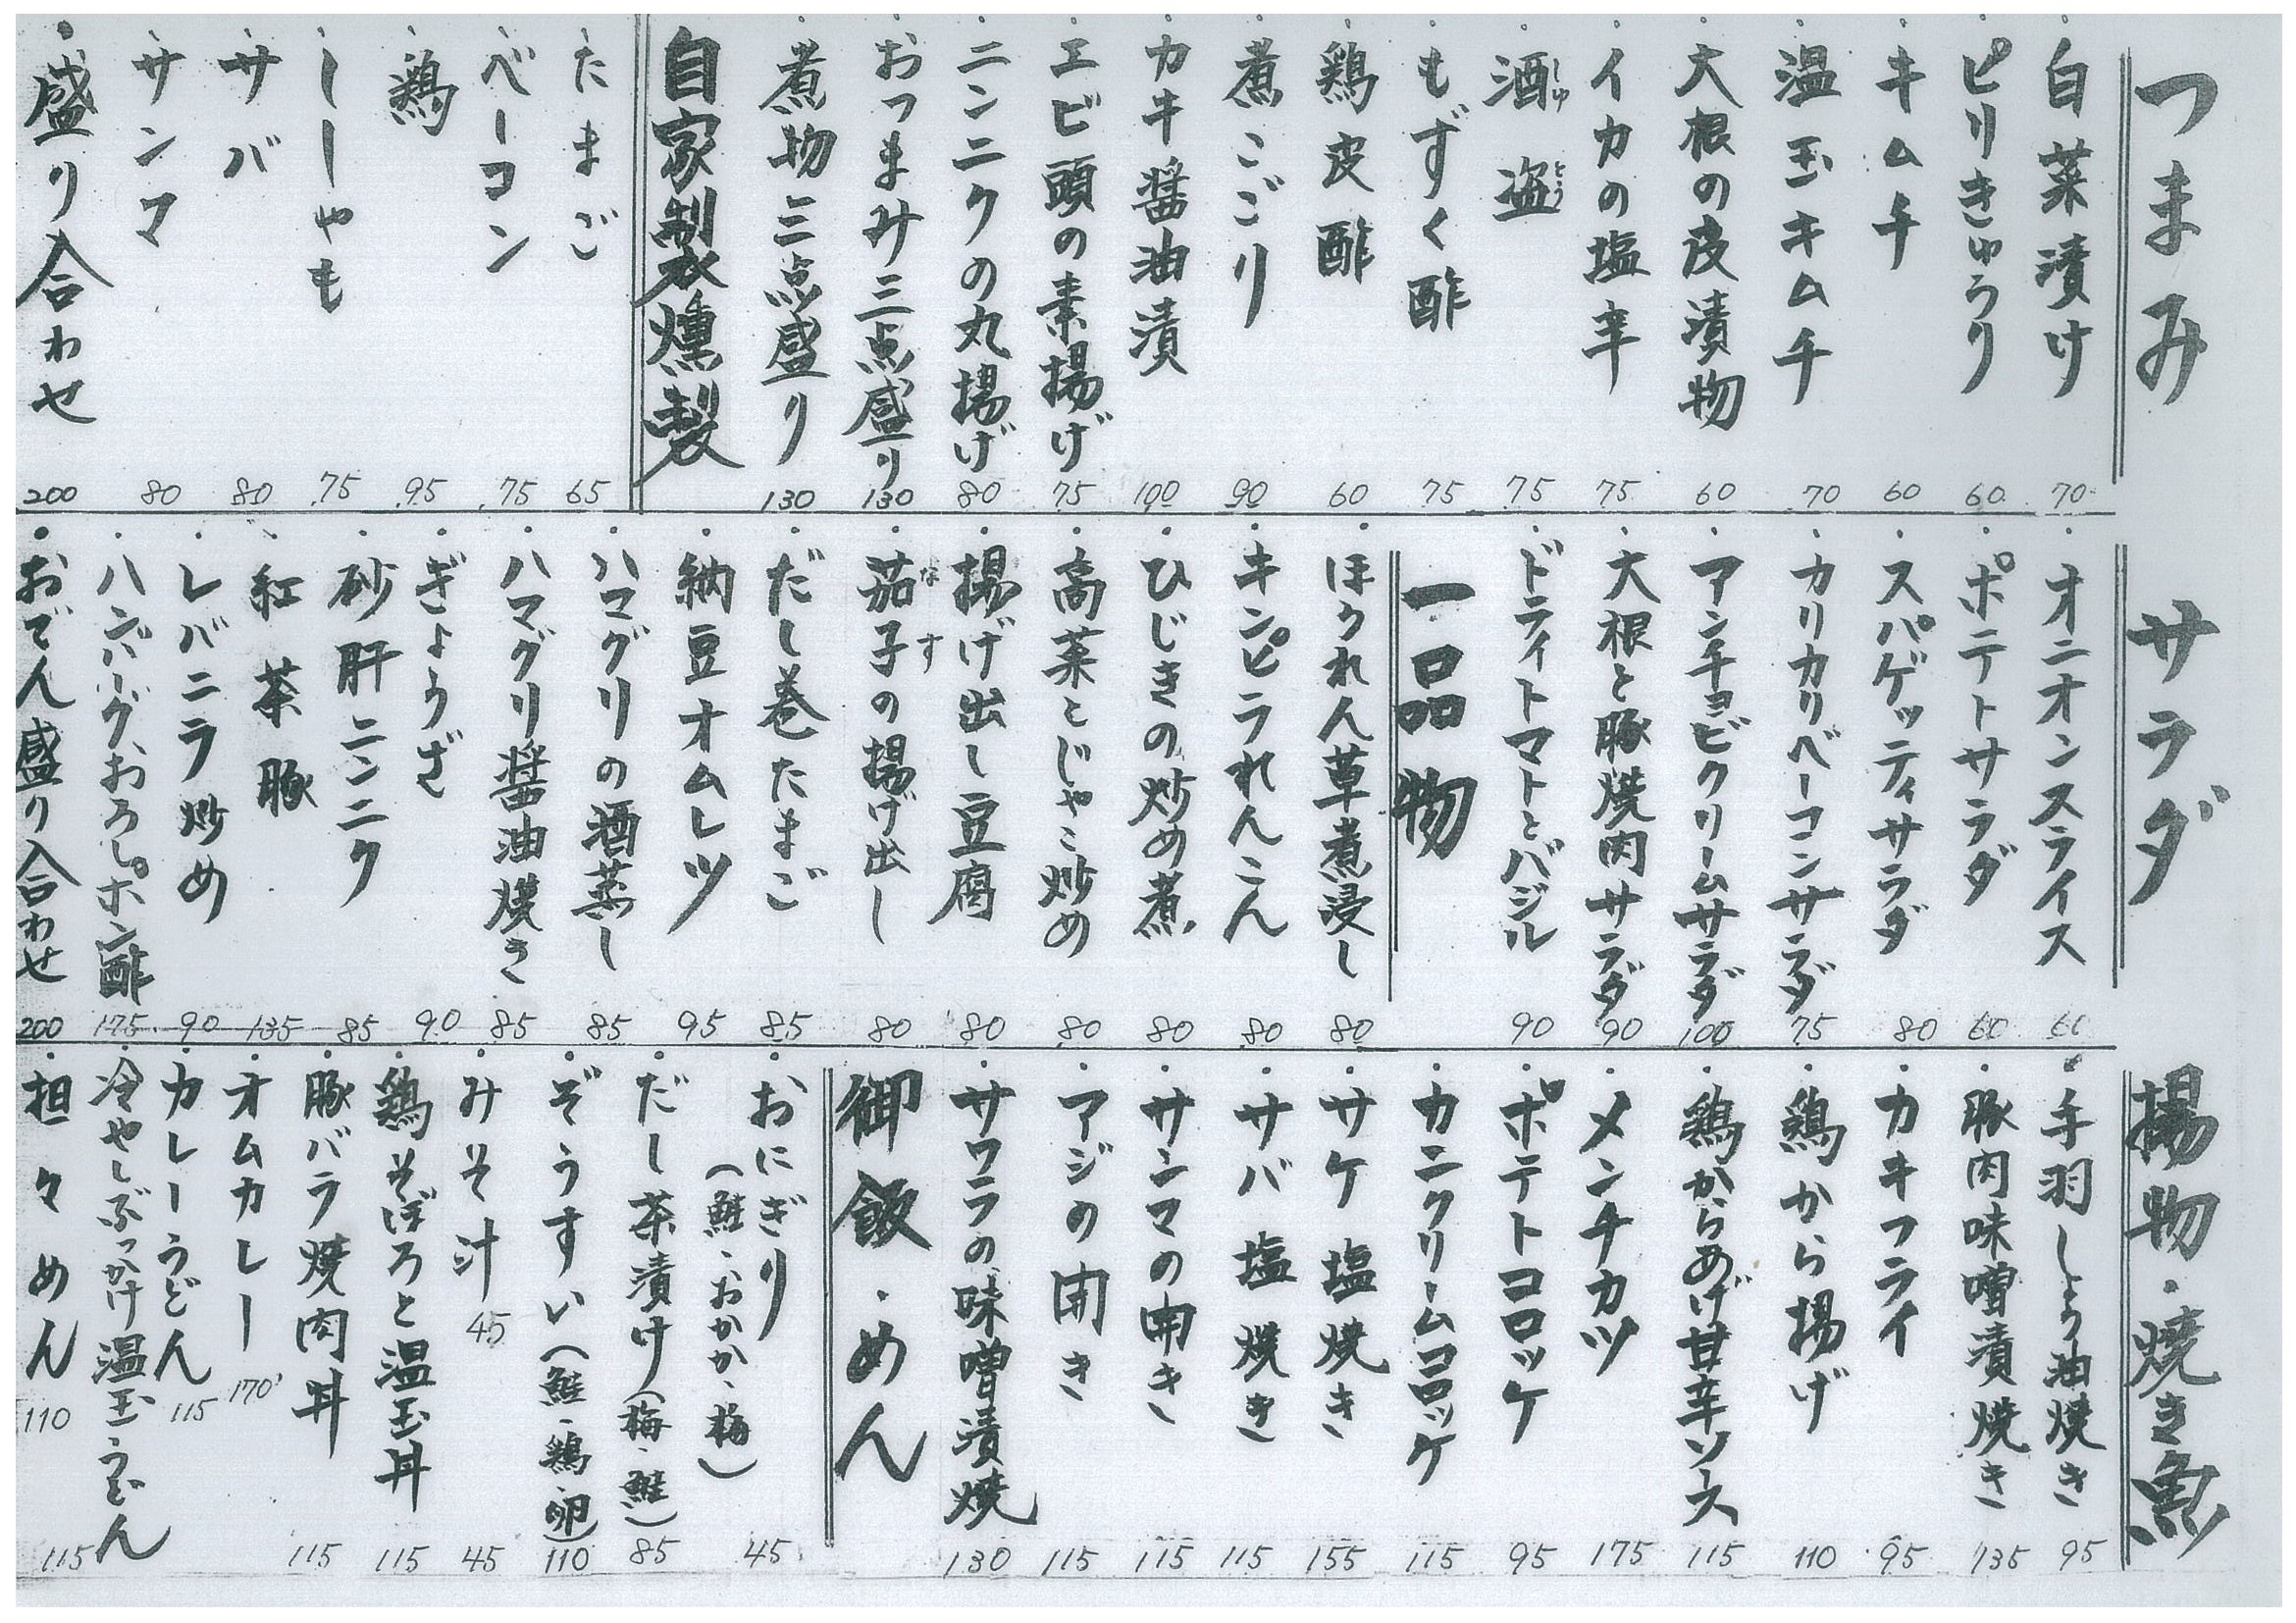 つまみ
白菜漬け 70
ピリきゅうり 60
キムチ 60
温玉キムチ 70
大根の皮漬物 60
イカの塩辛 75
酒盗 75
しゅとう
もずく酢 75
鶏皮酢 60
煮こごり 90
カキ醤油漬 100
エビ頭の素揚げ 75
ニンニクの丸揚げ 80
おつまみ三点盛り 130
煮物三点盛り 130
自家製燻製
たまご 65
ベーコン 75
鶏 95
ししゃも 75
サバ 80
サンマ 80
盛り合わせ 200
サラダ
オニオンスライス 60
ポテトサラダ 60
スパゲッティサラダ 80
カリカリベーコンサラダ 75
アンチョビクリームサラダ 100
大根と豚焼肉サラダ 90
ドライトマトとバジル 90
一品物
ほうれん草煮浸し 80
キンピラれんこん 80
ひじきの炒め煮 80
高菜とじゃこ炒め 80
揚げ出し豆腐 80
茄子の揚げ出し 80
なす
だし巻たまご 85
納豆オムレツ 95
ハマグリの酒蒸し 85
ハマグリ醤油焼き 85
ぎょうざ 90
砂肝ニンニク 85
紅茶豚 135
レバニラ炒め 90
ハンバーグおろしポン酢 175
おでん盛り合わせ 200
揚物・焼き魚
手羽しょう油焼き 95
豚肉味噌漬焼き 135
カキフライ 95
鶏から揚げ 110
鶏からあげ甘辛ソース 115
メンチカツ 175
ポテトコロッケ 95
カニクリームコロッケ 115
サケ塩焼き 155
サバ塩焼き 115
サンマの開き 115
アジの開き 115
サワラの味噌漬焼 130
御飯・めん
おにぎり 45
(鮭、おかか、梅)
だし茶漬け(梅、鮭) 85
ぞうすい(鮭、鶏、卵) 110
みそ汁 45 45
鶏そぼろと温玉丼 115
豚バラ焼肉丼 115
オムカレー 170
カレーうどん 115
冷やしぶっかけ温玉うどん 115
担々めん 110